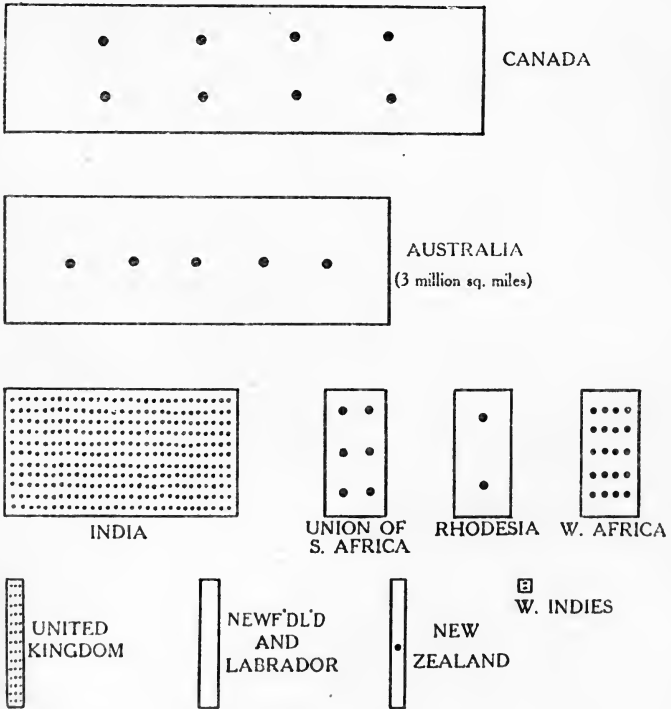 CANADA
AUSTRALIA
(3 million sq. miles)
INDIA
UNION OF
S. AFRICA
RHODESIA
W. AFRICA
UNITED
KINGDOM
NEWF'DL'D
AND
LABRADOR
NEW
ZEALAND
W. INDIES